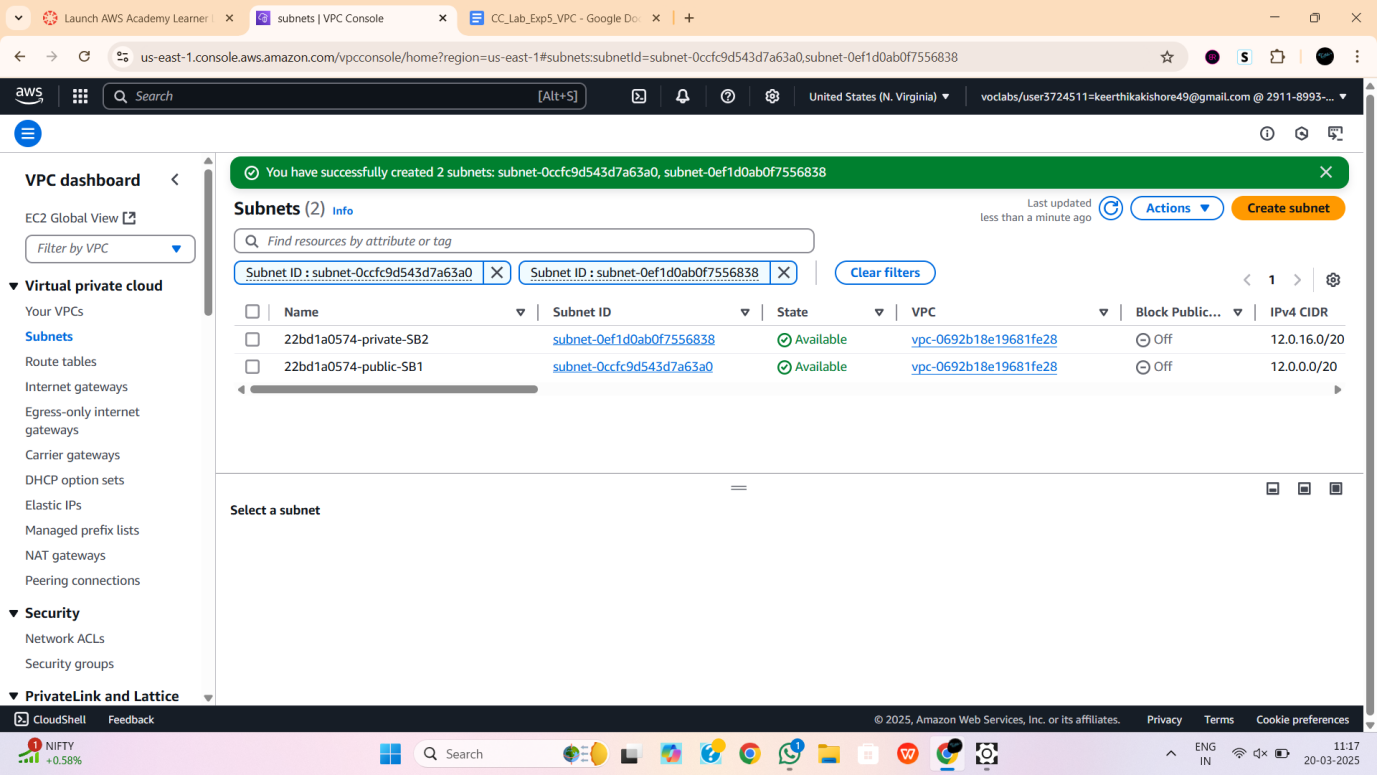 Launch AWS Academy Learner
subnets | VPC Console
CC_Lab_Exp5_VPC - Google Do
us-east-1.console.aws.amazon.com/vpcconsole/home?region=us-east-1#subnets:subnetId=subnet-0ccfc9d543d7a63a0,subnet-0ef1d0ab0f7556838
aws
Search
[Alt+S]
United States (N. Virginia)
voclabs/user3724511=keerthikakishore49@gmail.com @ 2911-8993-...
VPC dashboard
EC2 Global View
Filter by VPC
Virtual private cloud
Your VPCs
Subnets
Route tables
Internet gateways
Egress-only internet
gateways
Carrier gateways
DHCP option sets
Elastic IPs
Managed prefix lists
NAT gateways
Peering connections
Security
Network ACLs
Security groups
PrivateLink and Lattice
You have successfully created 2 subnets: subnet-0ccfc9d543d7a63a0, subnet-0ef1d0ab0f7556838
Subnets (2) Info
Last updated
less than a minute ago
Actions
Create subnet
Find resources by attribute or tag
Subnet ID : subnet-0ccfc9d543d7a63a0
Subnet ID : subnet-0ef1d0ab0f7556838
Clear filters
1
Name Subnet ID State VPC Block Public... IPv4 CIDR
22bd1a0574-private-SB2 subnet-0ef1d0ab0f7556838 Available vpc-0692b18e19681fe28 Off 12.0.16.0/20
22bd1a0574-public-SB1 subnet-0ccfc9d543d7a63a0 Available vpc-0692b18e19681fe28 Off 12.0.0.0/20
Select a subnet
CloudShell Feedback © 2025, Amazon Web Services, Inc. or its affiliates. Privacy Terms Cookie preferences
1
NIFTY
+0.58%
Search
1
ENG
IN
11:17
20-03-2025